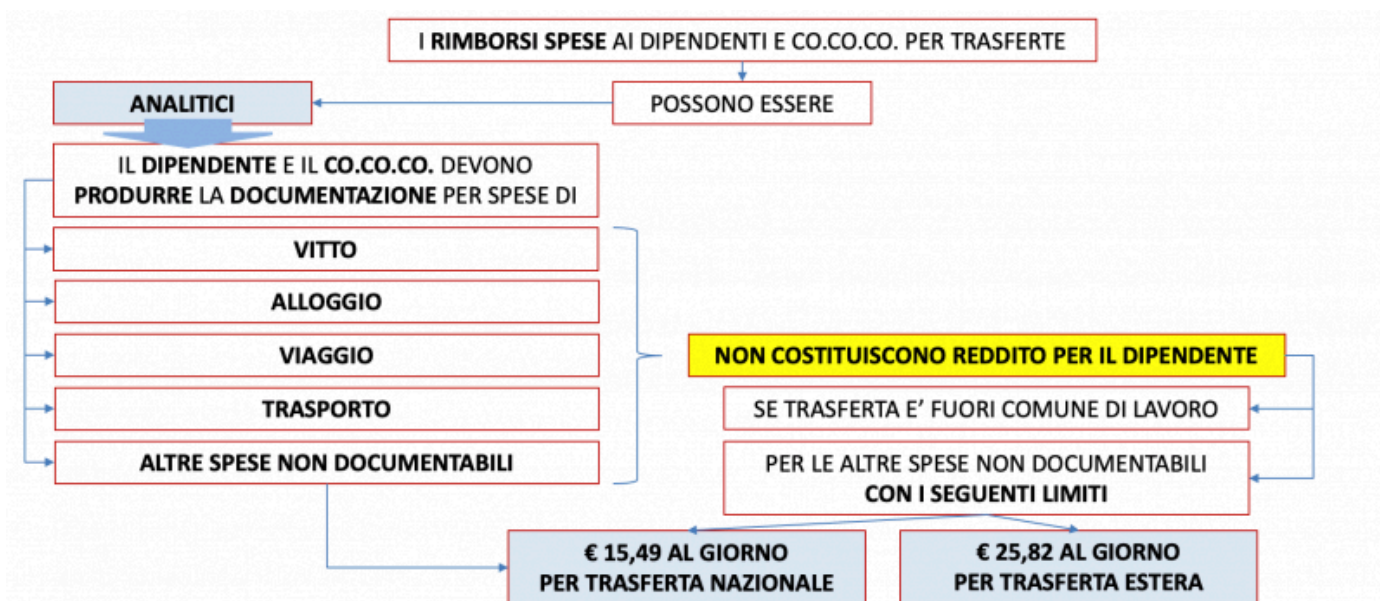 I RIMBORSI SPESE AI DIPENDENTI E CO.CO.CO. PER TRASFERTE
ANALITICI
POSSONO ESSERE
IL DIPENDENTE E IL CO.CO.CO. DEVONO
PRODURRE LA DOCUMENTAZIONE PER SPESE DI
VITTO
ALLOGGIO
VIAGGIO
TRASPORTO
ALTRE SPESE NON DOCUMENTABILI
NON COSTITUISCONO REDDITO PER IL DIPENDENTE
SE TRASFERTA E’ FUORI COMUNE DI LAVORO
PER LE ALTRE SPESE NON DOCUMENTABILI
CON I SEGUENTI LIMITI
€ 15,49 AL GIORNO
PER TRASFERTA NAZIONALE
€ 25,82 AL GIORNO
PER TRASFERTA ESTERA